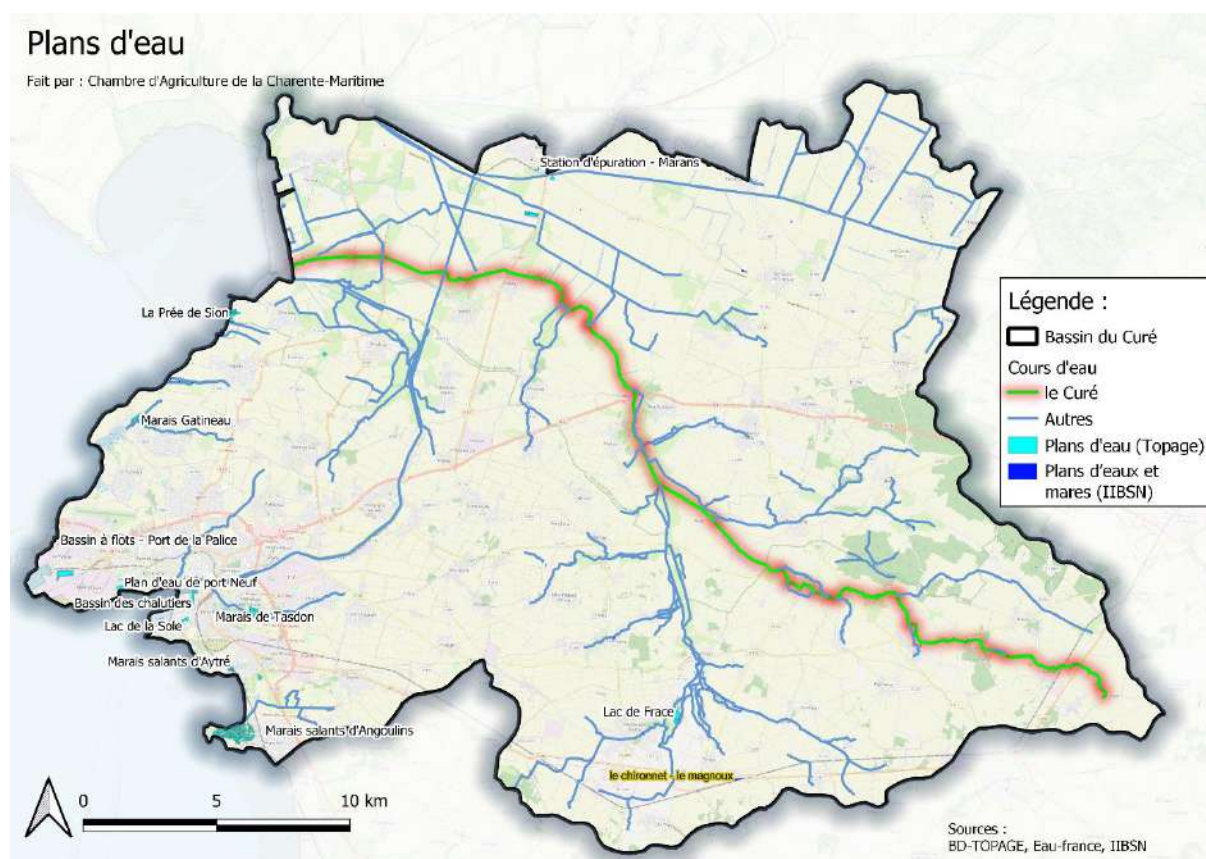 Plans d'eau
Fait par : Chambre d'Agriculture de la Charente-Maritime
Station d'épuration - Marans
La Prée de Sion
Marais Gatineau
Bassin à flots - Port de la Palice
Plan d'eau de port Neuf
Bassin des chalutiers
Marais de Tasdon
Lac de la Sole
Marais salants d'Aytré
Marais salants d'Angoulins
Lac de Frace
le chironnet - le magnoux
Légende :
Bassin du Curé
Cours d'eau
le Curé
Autres
Plans d'eau (Topage)
Plans d'eaux et
mares (IIBSN)
0 5 10 km
Sources :
BD-TOPAGE, Eau-france, IIBSN